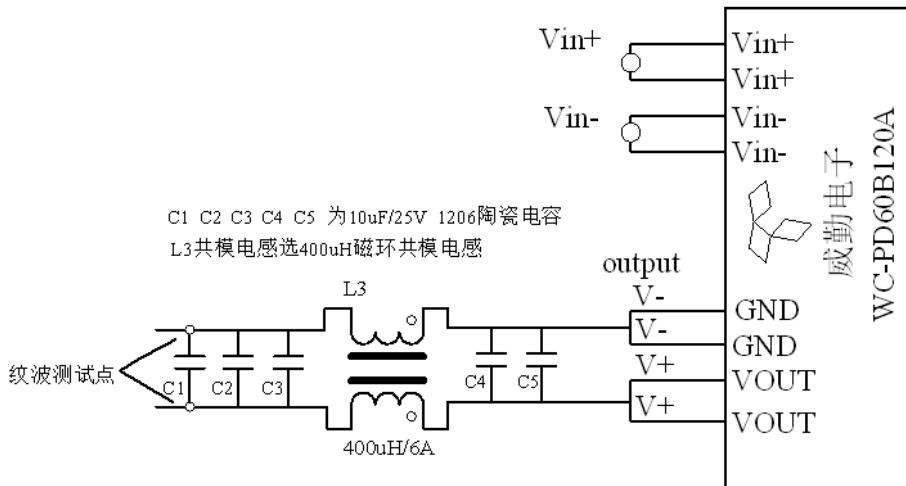 Vin+
Vin+
Vin+
Vin-
Vin-
Vin-
威勤电子
WC-PD60B120A
C1 C2 C3 C4 C5 为10uF/25V 1206陶瓷电容
L3共模电感选400uH磁环共模电感
output
L3
V-
GND
V-
GND
V+
VOUT
V+
VOUT
纹波测试点
C1
C2
C3
C4
C5
400uH/6A